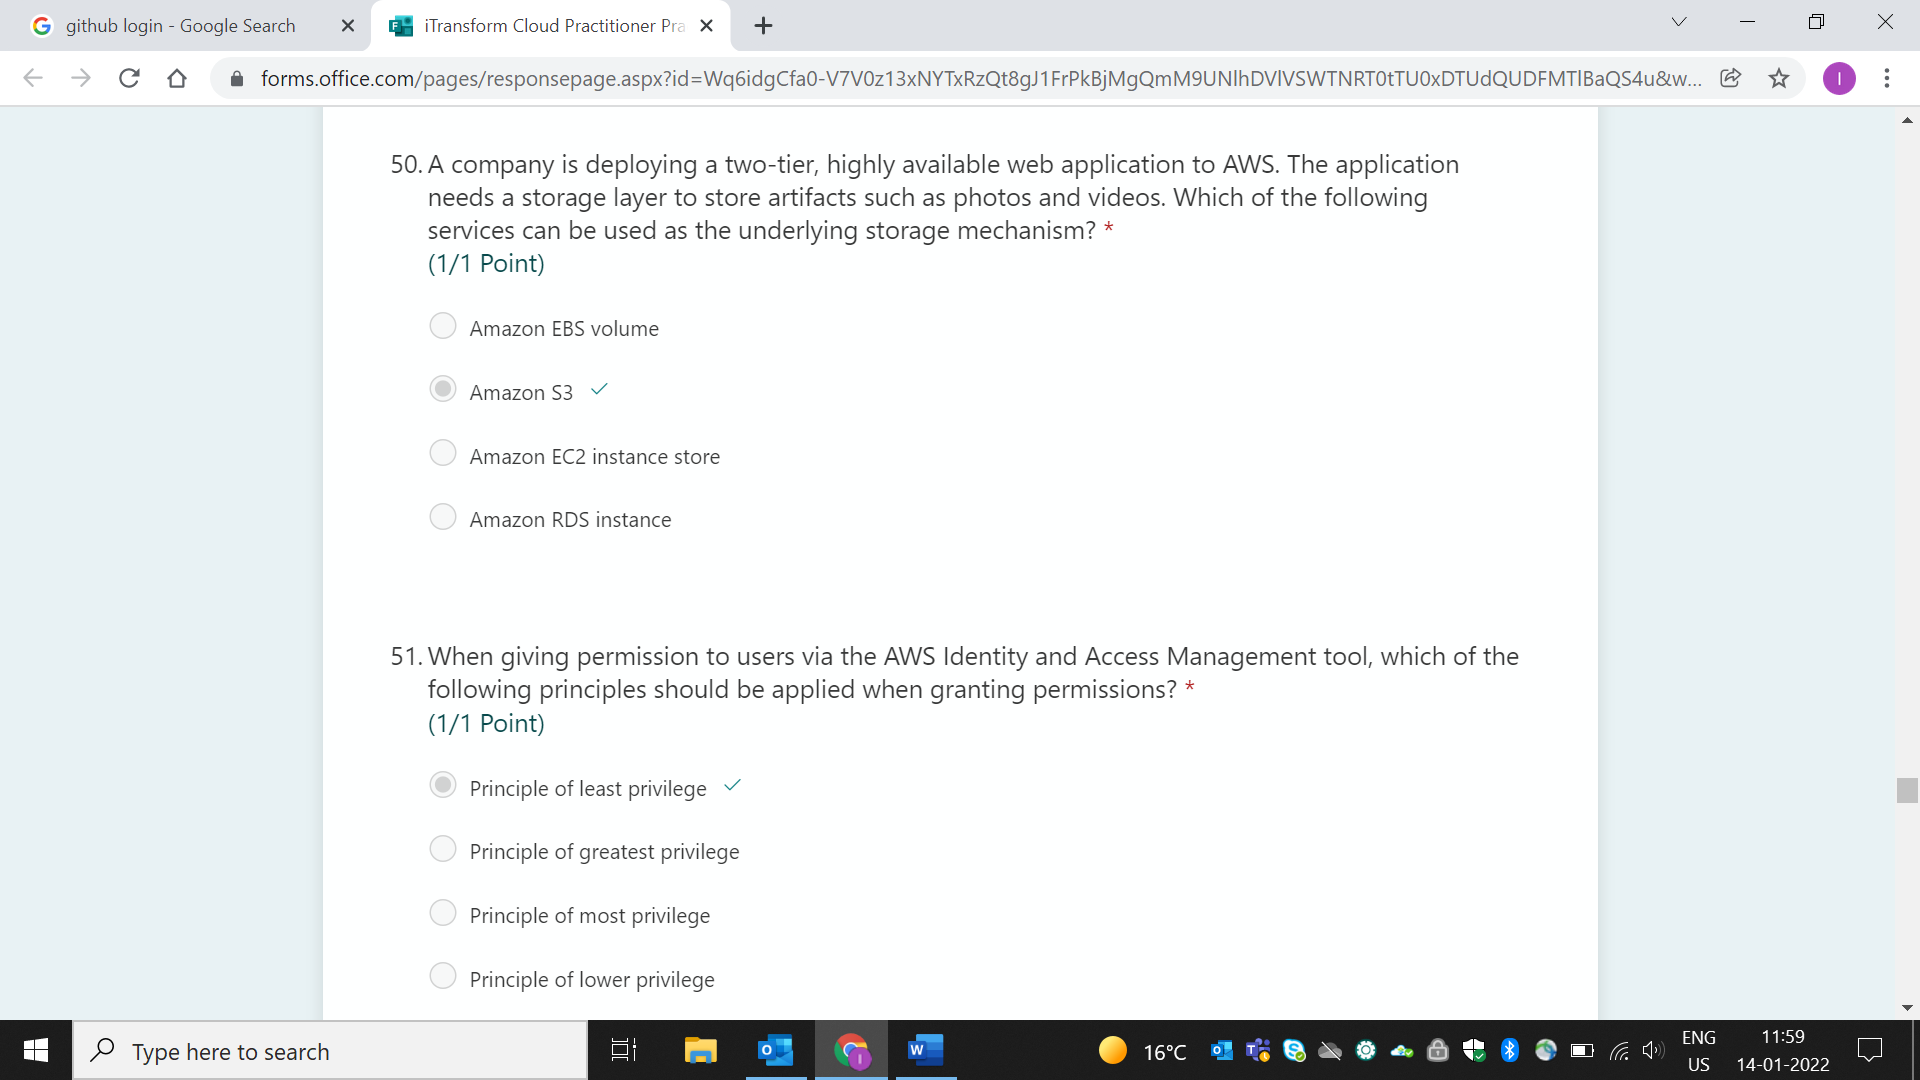 github login - Google Search
iTransform Cloud Practitioner Pra
forms.office.com/pages/responsepage.aspx?id=Wq6idgCfa0-V7V0z13xNYTxRzQt8gJ1FrPkBjMgQmM9UNlhDVlVSWTNRT0tTU0xDTUdQUDFMTlBaQS4u&w...
I
50. A company is deploying a two-tier, highly available web application to AWS. The application
needs a storage layer to store artifacts such as photos and videos. Which of the following
services can be used as the underlying storage mechanism? *
(1/1 Point)
Amazon EBS volume
Amazon S3
Amazon EC2 instance store
Amazon RDS instance
51. When giving permission to users via the AWS Identity and Access Management tool, which of the
following principles should be applied when granting permissions? *
(1/1 Point)
Principle of least privilege
Principle of greatest privilege
Principle of most privilege
Principle of lower privilege
Type here to search
16°C
ENG
US
11:59
14-01-2022